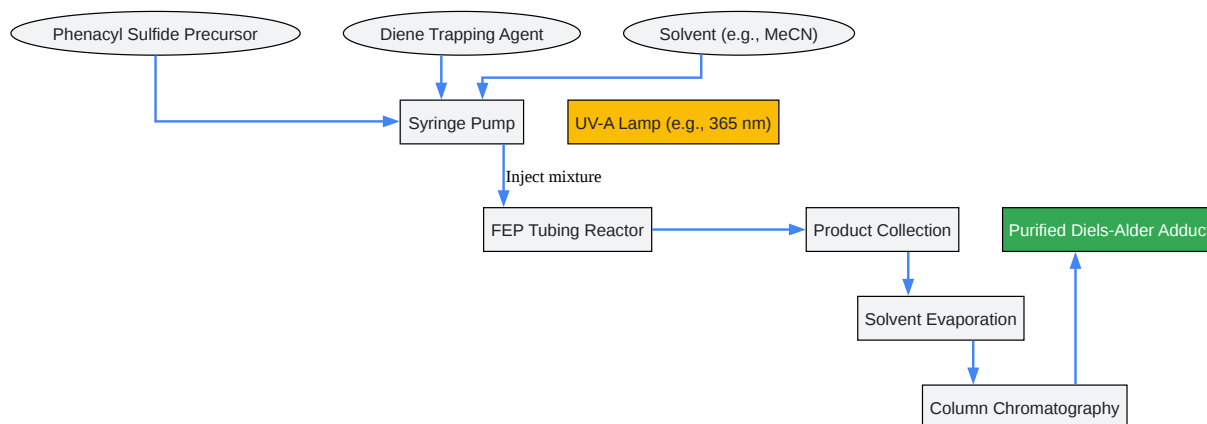 Phenacyl Sulfide Precursor
Diene Trapping Agent
Solvent (e.g., MeCN)
Syringe Pump
UV-A Lamp (e.g., 365 nm)
Inject mixture
FEP Tubing Reactor
Product Collection
Purified Diels-Alder Adduct
Solvent Evaporation
Column Chromatography